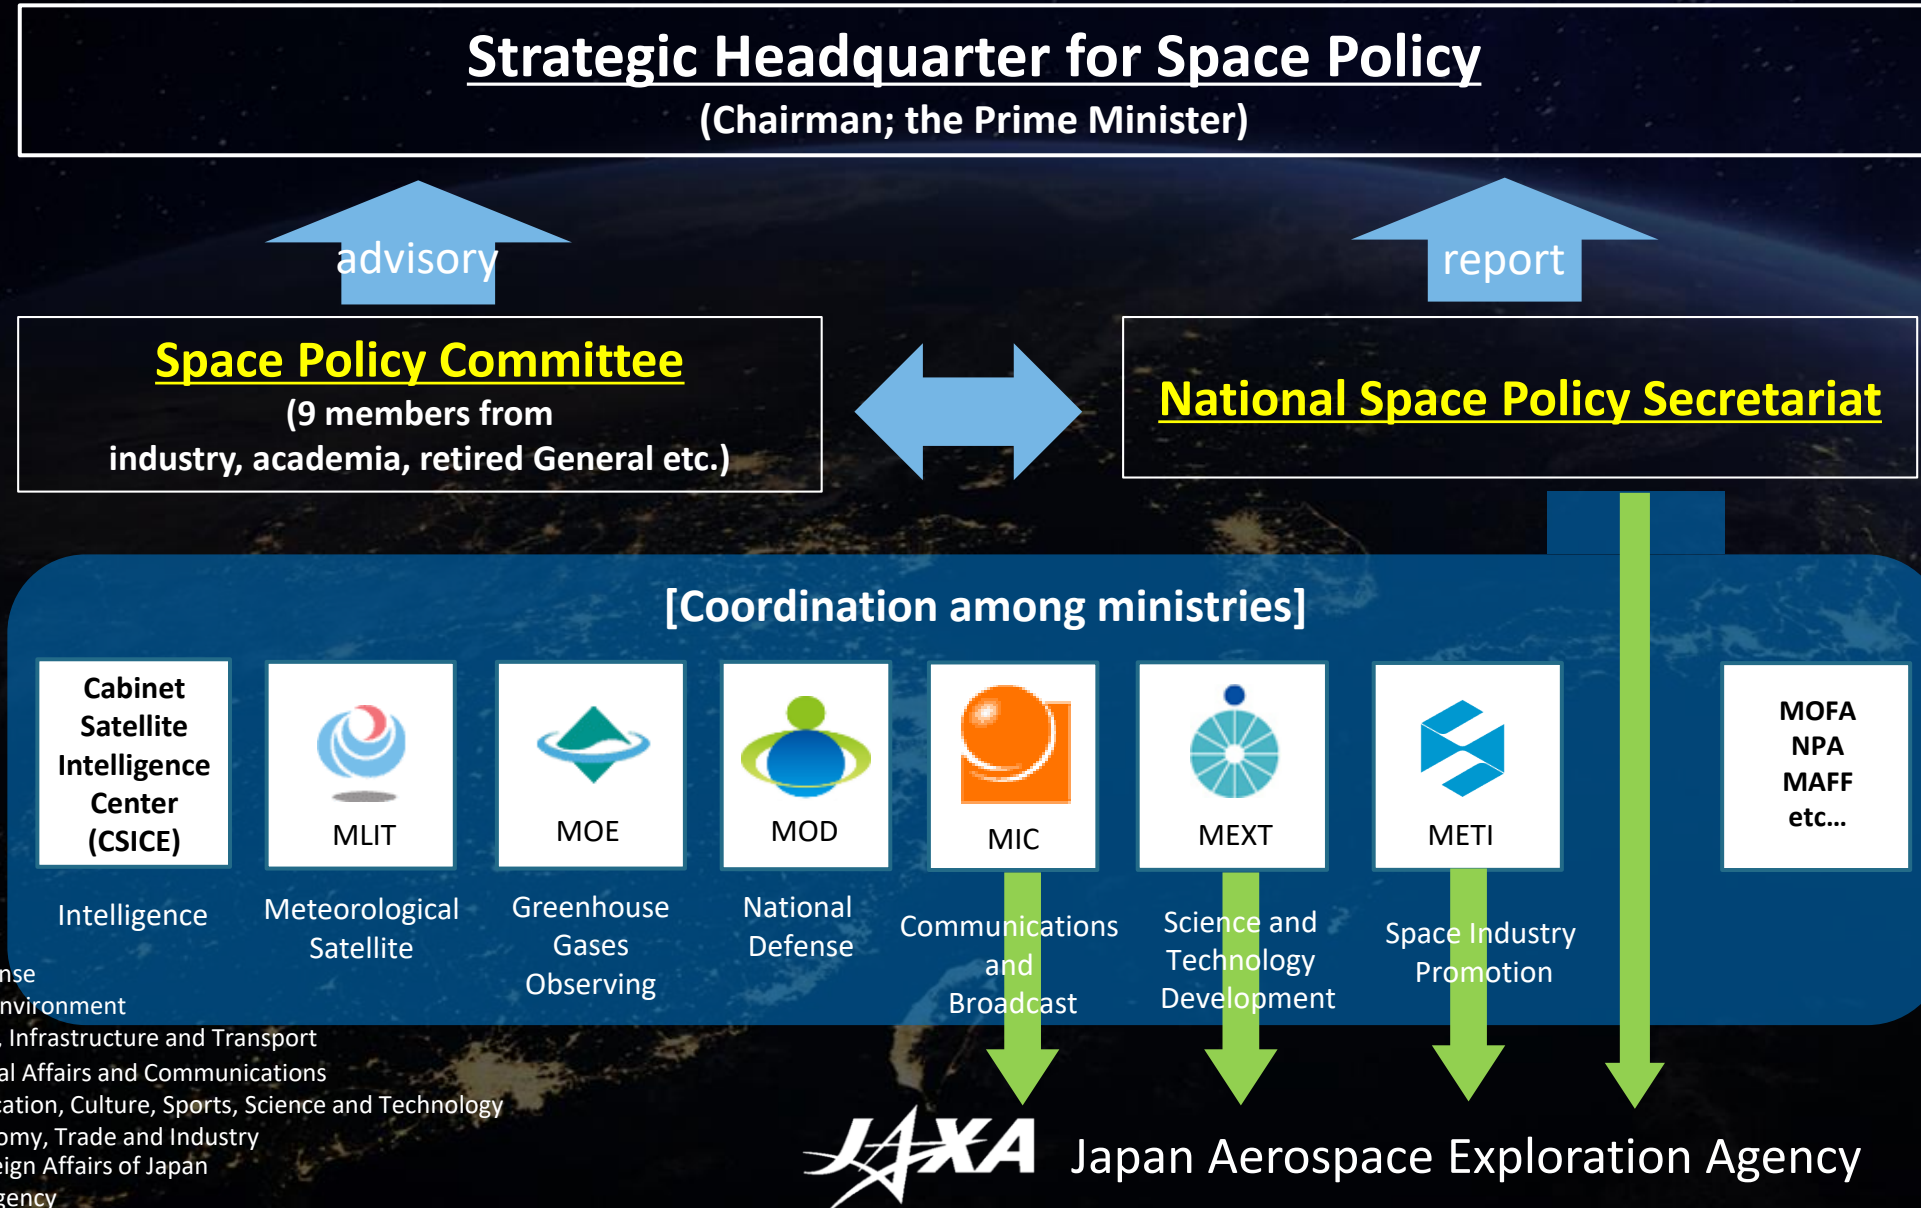 Strategic Headquarter for Space Policy
(Chairman; the Prime Minister)
advisory
report
Space Policy Committee
(9 members from
industry, academia, retired General etc.)
National Space Policy Secretariat
[Coordination among ministries]
Cabinet
Satellite
Intelligence
Center
(CSICE)
Intelligence
MLIT
Meteorological
Satellite
MOE
Greenhouse
Gases
Observing
MOD
National
Defense
MIC
Communications
and
Broadcast
MEXT
Science and
Technology
Development
METI
Space Industry
Promotion
MOFA
NPA
MAFF
etc...
nse
nvironment
, Infrastructure and Transport
al Affairs and Communications
cation, Culture, Sports, Science and Technology
omy, Trade and Industry
eign Affairs of Japan
gency
JAXA Japan Aerospace Exploration Agency